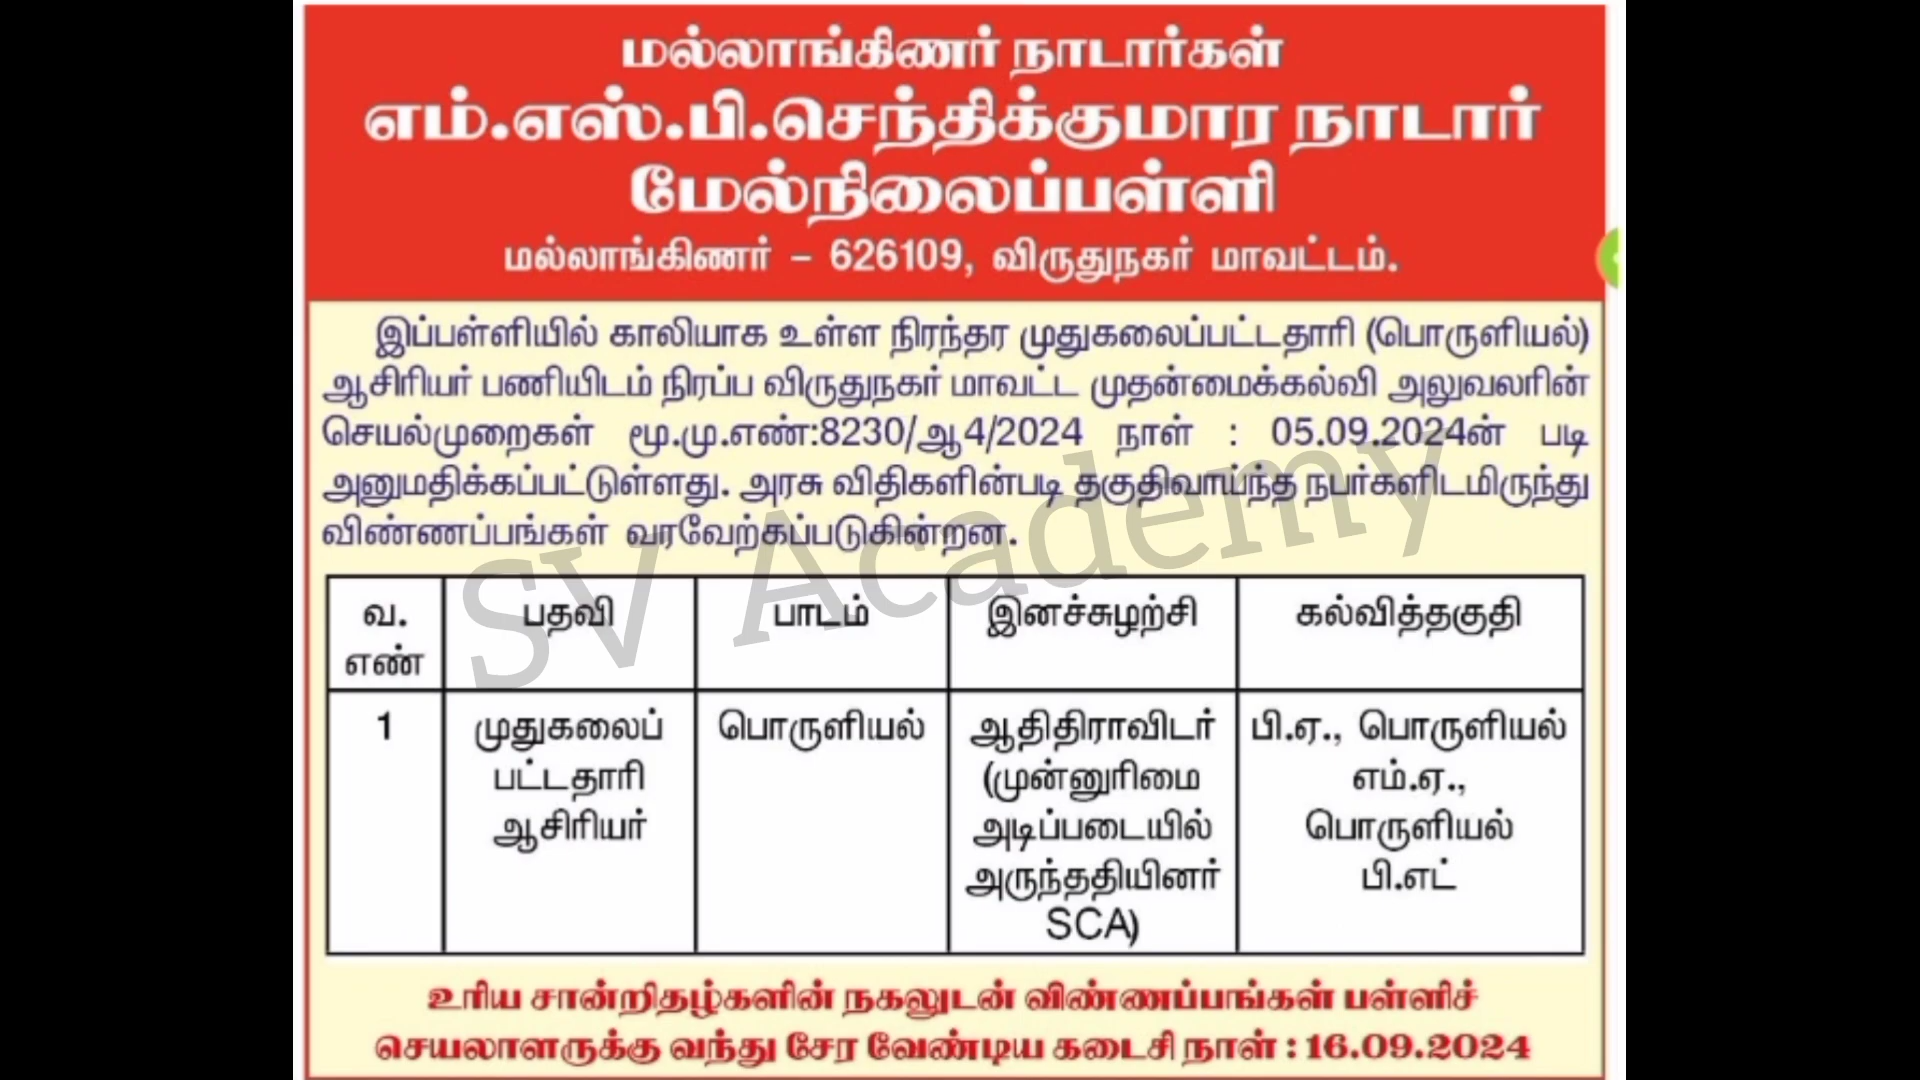 மல்லாங்கிணர் நாடார்கள்
எம்.எஸ்.பி.செந்திக்குமார நாடார்
மேல்நிலைப்பள்ளி
மல்லாங்கிணர் – 626109, விருதுநகர் மாவட்டம்.
இப்பள்ளியில் காலியாக உள்ள நிரந்தர முதுகலைப்பட்டதாரி (பொருளியல்)
ஆசிரியர் பணியிடம் நிரப்ப விருதுநகர் மாவட்ட முதன்மைக்கல்வி அலுவலரின்
செயல்முறைகள் மூ.மு.எண்:8230/ஆ4/2024 நாள் : 05.09.2024ன் படி
அனுமதிக்கப்பட்டுள்ளது. அரசு விதிகளின்படி தகுதிவாய்ந்த நபர்களிடமிருந்து
விண்ணப்பங்கள் வரவேற்கப்படுகின்றன.
வ. எண் பதவி பாடம் இனச்சுழற்சி கல்வித்தகுதி
1 முதுகலைப் பொருளியல் ஆதிதிராவிடர் பி.ஏ., பொருளியல்
பட்டதாரி (முன்னுரிமை எம்.ஏ.,
ஆசிரியர் அடிப்படையில் பொருளியல்
அருந்ததியினர் பி.எட்
SCA)
உரிய சான்றிதழ்களின் நகலுடன் விண்ணப்பங்கள் பள்ளிச்
செயலாளருக்கு வந்து சேர வேண்டிய கடைசி நாள் : 16.09.2024
SV Academy